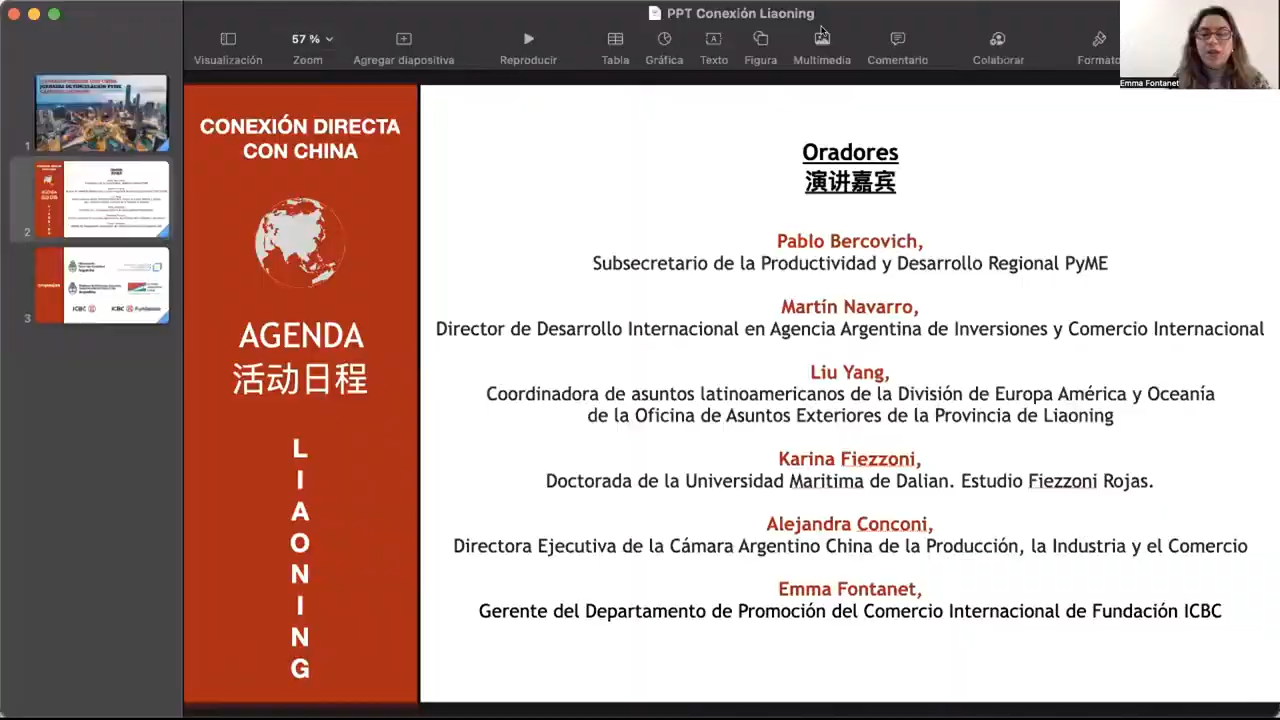 PPT Conexión Liaoning
57 %
Visualización
Zoom
Agregar diapositiva
Reproducir
Tabla
Gráfica
Texto
Figura
Multimedia
Comentario
Colaborar
Formato
Emma Fontanet
1
2
3
ICBC
ICBC
CONEXIÓN DIRECTA
CON CHINA
AGENDA
活动日程
L
I
A
O
N
I
N
G
Oradores
演讲嘉宾
Pablo Bercovich,
Subsecretario de la Productividad y Desarrollo Regional PyME
Martín Navarro,
Director de Desarrollo Internacional en Agencia Argentina de Inversiones y Comercio Internacional
Liu Yang,
Coordinadora de asuntos latinoamericanos de la División de Europa América y Oceanía
de la Oficina de Asuntos Exteriores de la Provincia de Liaoning
Karina Fiezzoni,
Doctorada de la Universidad Maritima de Dalian. Estudio Fiezzoni Rojas.
Alejandra Conconi,
Directora Ejecutiva de la Cámara Argentino China de la Producción, la Industria y el Comercio
Emma Fontanet,
Gerente del Departamento de Promoción del Comercio Internacional de Fundación ICBC